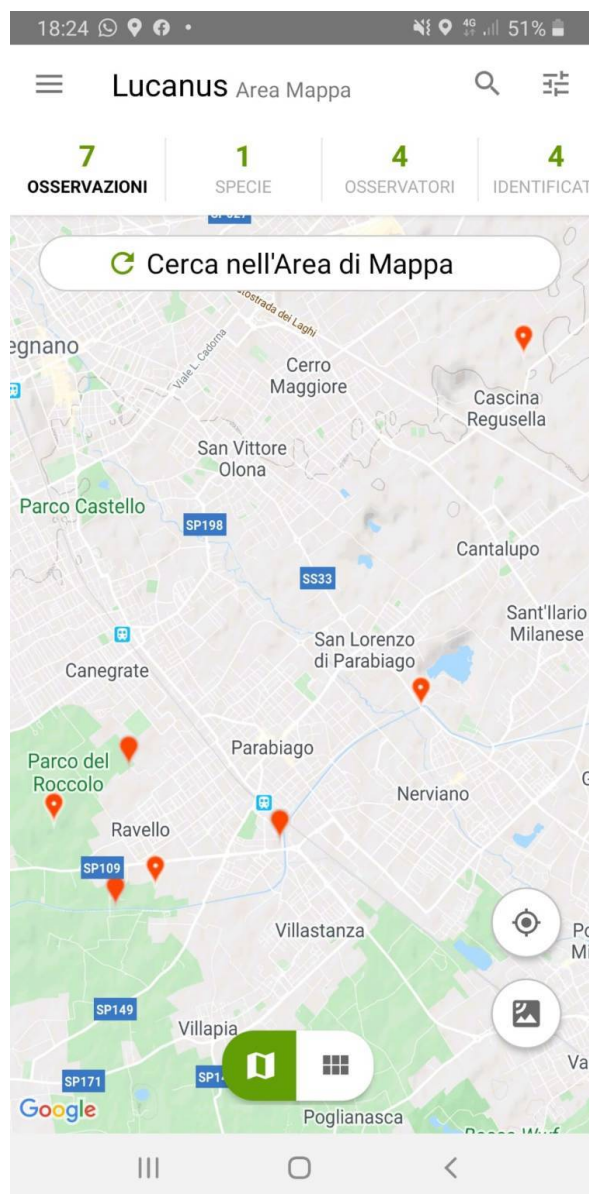 18:24
4G
51%
Lucanus Area Mappa
7
OSSERVAZIONI
1
SPECIE
4
OSSERVATORI
4
IDENTIFICAT
Cerca nell'Area di Mappa
egnano
Viale L. Cadorna
ostrada dei Laghi
Cerro
Maggiore
Cascina
Regusella
San Vittore
Olona
Parco Castello
SP198
Cantalupo
SS33
Sant'Ilario
Milanese
San Lorenzo
di Parabiago
Canegrate
Parabiago
Parco del
Roccolo
Nerviano
Ravello
SP109
Villastanza
SP149
Villapia
SP171
Google
Poglianasca